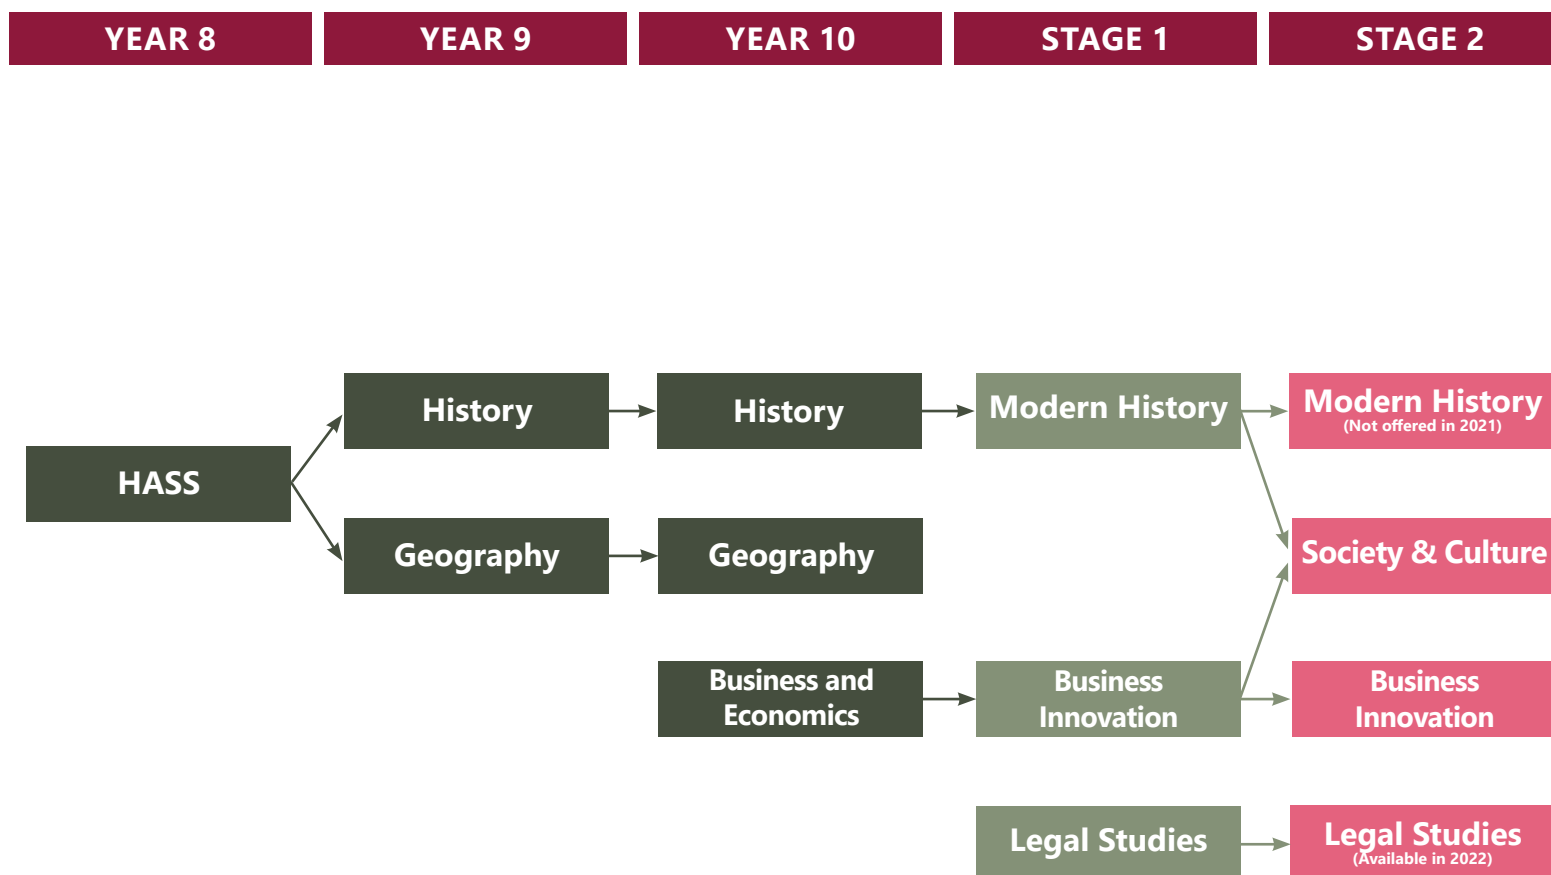 YEAR 8
YEAR 9
YEAR 10
STAGE 1
STAGE 2
History
History
Modern History
Modern History
(Not offered in 2021)
HASS
Geography
Geography
Society & Culture
Business and
Economics
Business
Innovation
Business
Innovation
Legal Studies
Legal Studies
(Available in 2022)